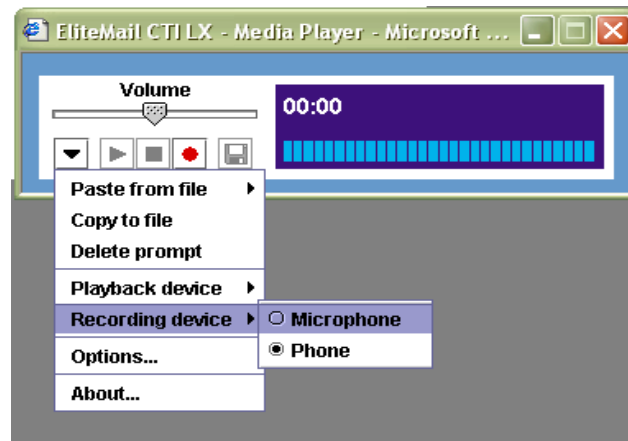 EliteMail CTI LX - Media Player - Microsoft ...
Volume
00:00
Paste from file
Copy to file
Delete prompt
Playback device
Recording device
Microphone
Phone
Options...
About...